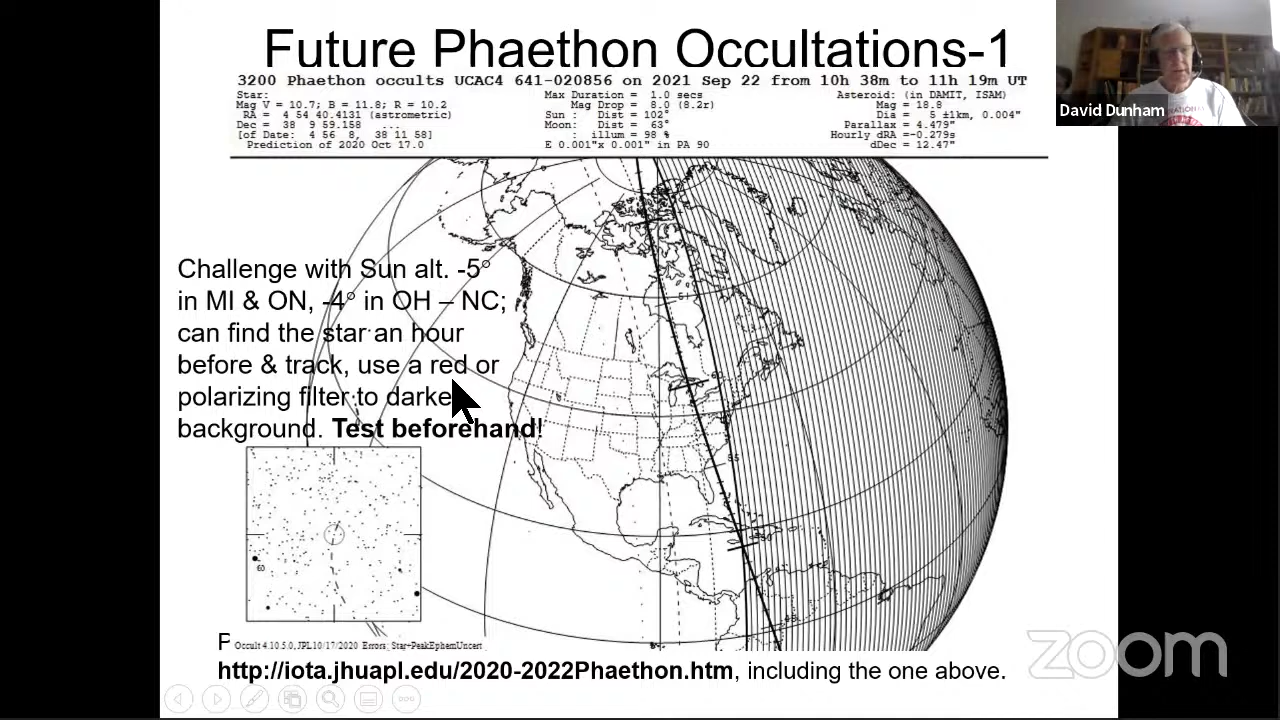 Future Phaethon Occultations-1
3200 Phaethon occults UCAC4 641-020856 on 2021 Sep 22 from 10h 38m to 11h 19m UT
Star:
Mag V = 10.7; B = 11.8; R = 10.2
RA = 4 54 40.4131 (astrometric)
Dec = 38 9 59.158 ...
[of Date: 4 56 8, 38 11 58]
Prediction of 2020 Oct 17.0
Max Duration = 1.0 secs
Mag Drop = 8.0 (8.2r)
Sun : Dist = 102°
Moon: Dist = 63°
: illum = 98 %
E 0.001"x 0.001" in PA 90
Asteroid: (in DAMIT, ISAM)
Mag = 18.8
Dia = 5 ±1km, 0.004"
Parallax = 4.479"
Hourly dRA =-0.279s
dDec = 12.47"
David Dunham
Challenge with Sun alt. -5°
in MI & ON, -4° in OH – NC;
can find the star an hour
before & track, use a red or
polarizing filter to darke
background. Test beforehand!
60
F
Occult 4.10.5.0, JPL10/17/2020 Errors: Star+PeakEphemUncert
http://iota.jhuapl.edu/2020-2022Phaethon.htm, including the one above.
zoom